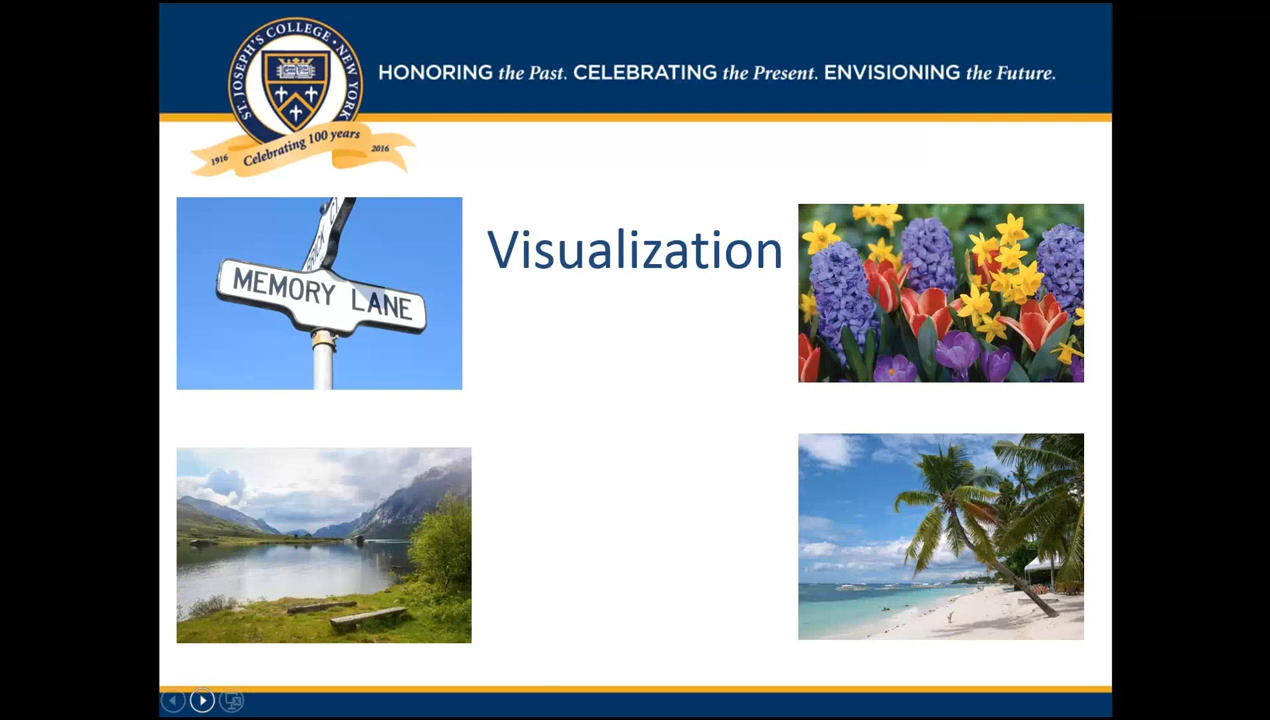 ST. JOSEPH'S COLLEGE • NEW YORK
HONORING the Past. CELEBRATING the Present. ENVISIONING the Future.
1916 Celebrating 100 years 2016
Visualization
MEMORY LANE